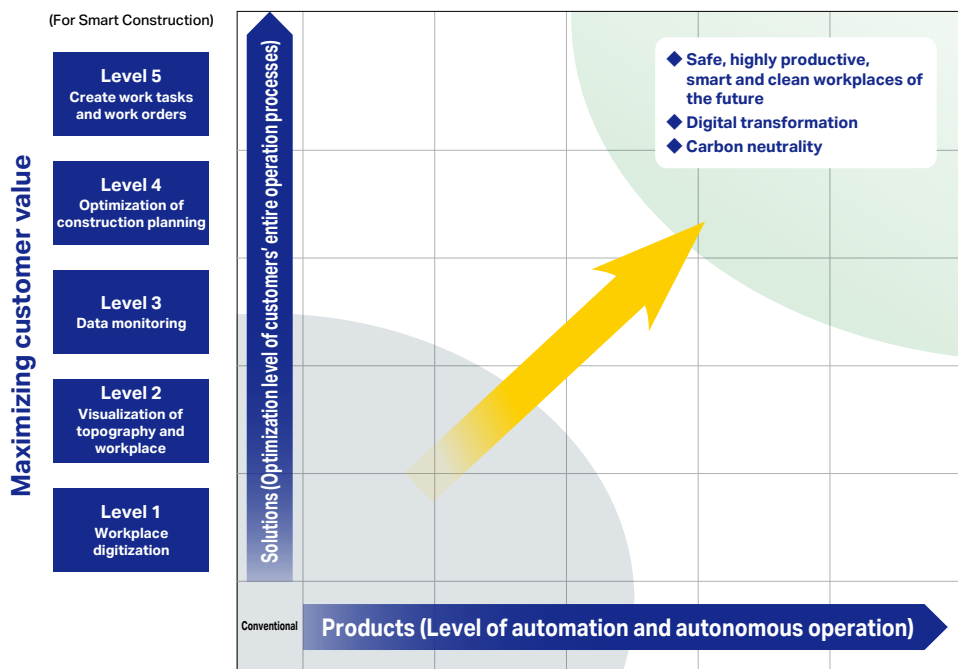 (For Smart Construction)
Maximizing customer value
Level 5
Create work tasks
and work orders
Level 4
Optimization of
construction planning
Level 3
Data monitoring
Level 2
Visualization of
topography and
workplace
Level 1
Workplace
digitization
Solutions (Optimization level of customers' entire operation processes)
◆ Safe, highly productive,
smart and clean workplaces of
the future
◆ Digital transformation
◆ Carbon neutrality
Conventional
Products (Level of automation and autonomous operation)